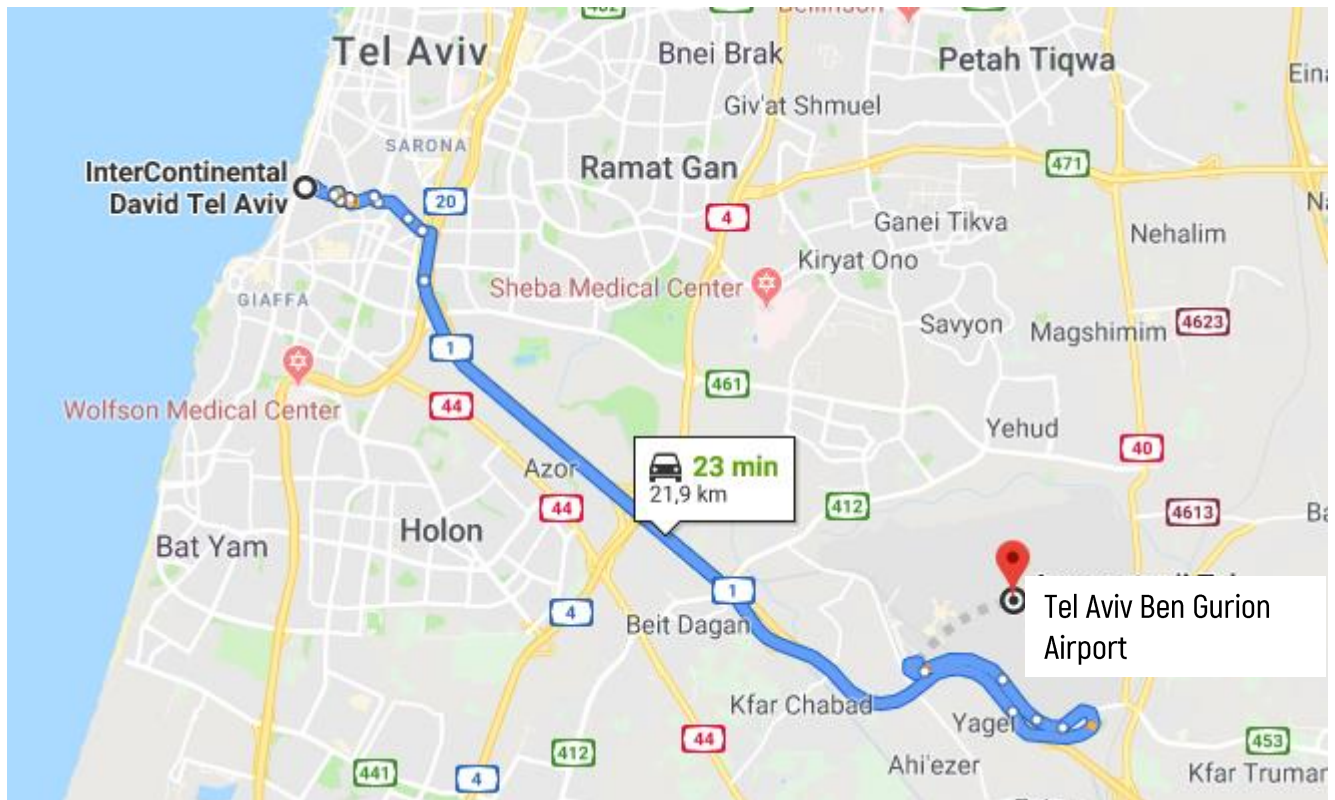 Tel Aviv
Bnei Brak
Petah Tiqwa
Giv'at Shmuel
SARONA
471
InterContinental
David Tel Aviv
Ramat Gan
20
4
Ganei Tikva
Nehalim
Kiryat Ono
Sheba Medical Center
GIAFFA
Savyon
Magshimim
4623
1
461
44
Wolfson Medical Center
Yehud
40
Azor
23 min
21,9 km
44
412
4613
Holon
Bat Yam
1
4
Beit Dagan
Tel Aviv Ben Gurion
Airport
Kfar Chabad
Yagel
44
412
453
Ahi'ezer
441
4
Kfar Truman